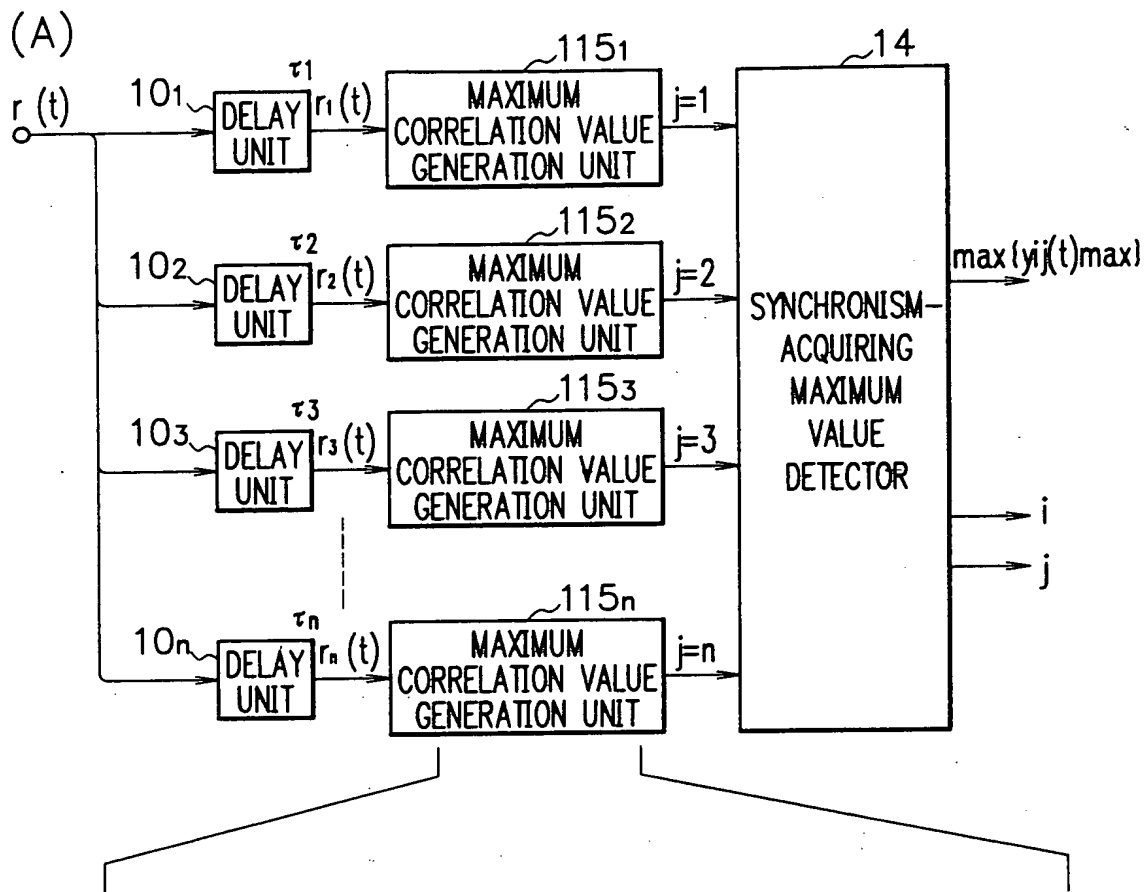 (A)
r (t)
10₁
DELAY
UNIT
τ1
r₁(t)
115₁
MAXIMUM
CORRELATION VALUE
GENERATION UNIT
j=1
10₂
DELAY
UNIT
τ2
r₂(t)
115₂
MAXIMUM
CORRELATION VALUE
GENERATION UNIT
j=2
10₃
DELAY
UNIT
τ3
r₃(t)
115₃
MAXIMUM
CORRELATION VALUE
GENERATION UNIT
j=3
10n
DELAY
UNIT
τn
rₙ(t)
115n
MAXIMUM
CORRELATION VALUE
GENERATION UNIT
j=n
14
SYNCHRONISM-
ACQUIRING
MAXIMUM
VALUE
DETECTOR
max{yij(t)max}
i
j